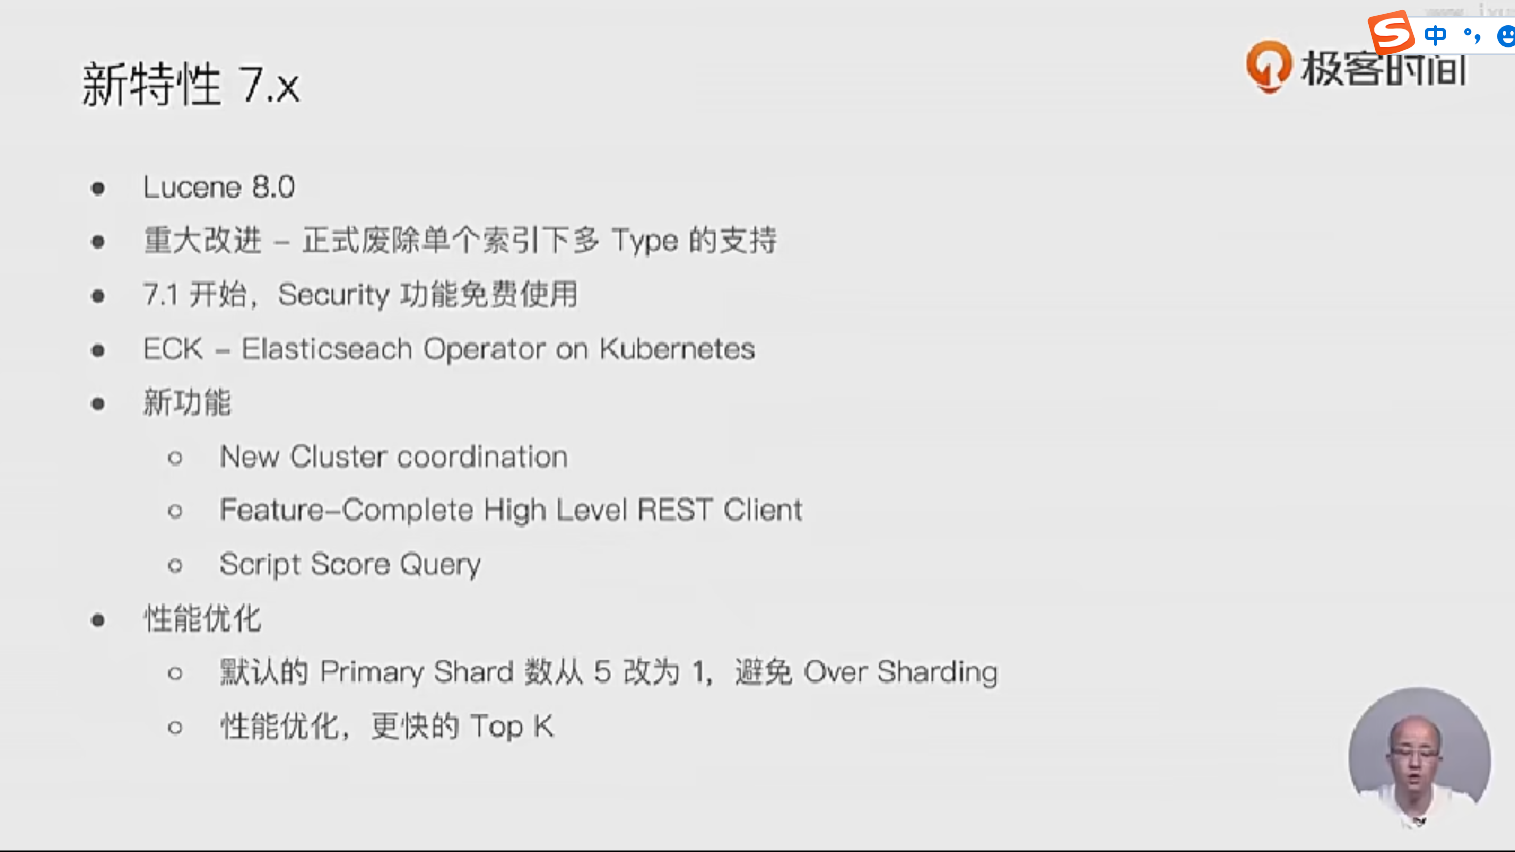 中
极客时间
新特性 7.x
Lucene 8.0
重大改进 – 正式废除单个索引下多 Type 的支持
7.1 开始，Security 功能免费使用
ECK – Elasticseach Operator on Kubernetes
新功能
New Cluster coordination
Feature–Complete High Level REST Client
Script Score Query
性能优化
默认的 Primary Shard 数从 5 改为 1，避免 Over Sharding
性能优化，更快的 Top K